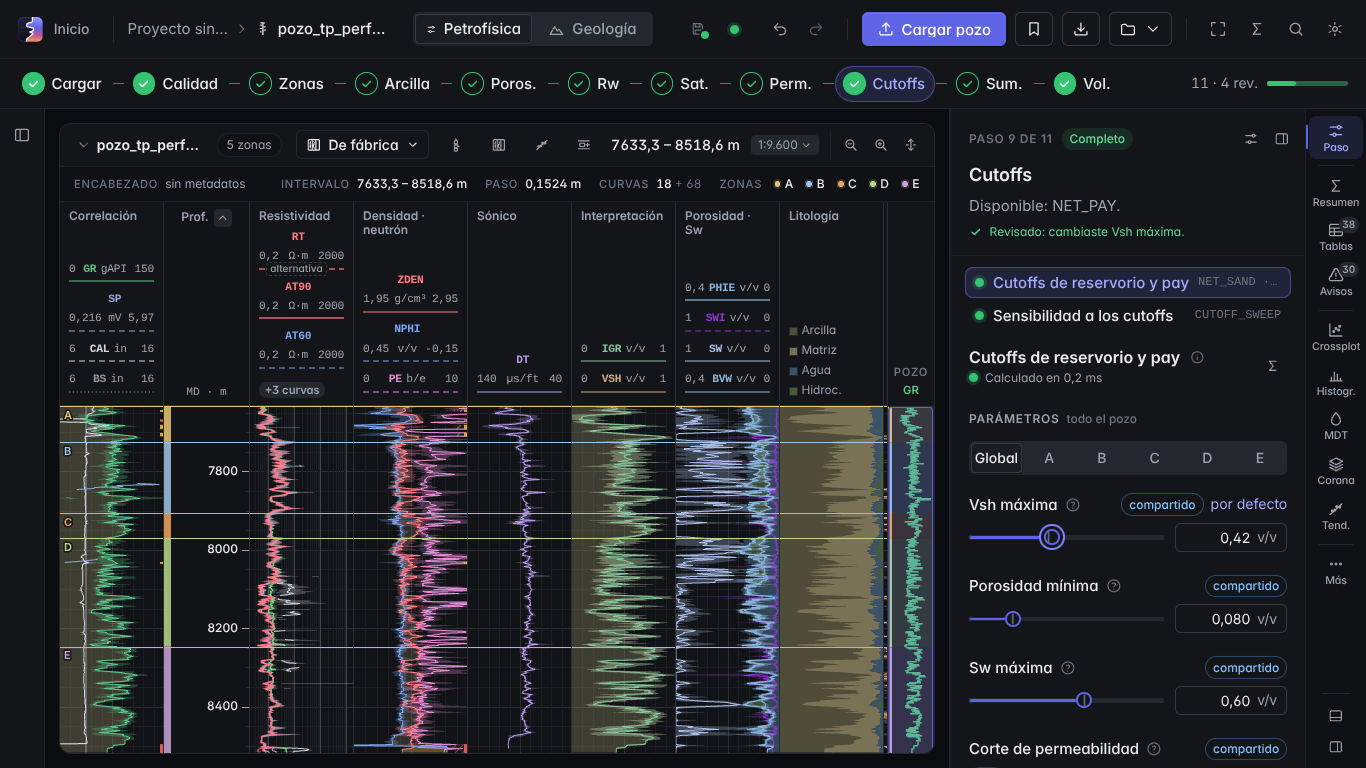 Inicio
Proyecto sin...
pozo_tp_perf...
Petrofísica
Geología
Cargar pozo
Cargar
Calidad
Zonas
Arcilla
Poros.
Rw
Sat.
Perm.
Cutoffs
Sum.
Vol.
11 · 4 rev.
pozo_tp_perf...
5 zonas
De fábrica
7633,3 – 8518,6 m
1:9.600
ENCABEZADO sin metadatos
INTERVALO 7633,3 – 8518,6 m
PASO 0,1524 m
CURVAS 18 + 68
ZONAS A B C D E
Correlación
0 GR gAPI 150
SP
0,216 mV 5,97
6 CAL in 16
6 BS in 16
Prof.
MD · m
Resistividad
RT
0,2 Ω·m 2000
alternativa
AT90
0,2 Ω·m 2000
AT60
0,2 Ω·m 2000
+3 curvas
Densidad ·
neutrón
ZDEN
1,95 g/cm³ 2,95
NPHI
0,45 v/v -0,15
0 PE b/e 10
Sónico
DT
140 µs/ft 40
Interpretación
0 IGR v/v 1
0 VSH v/v 1
Porosidad ·
Sw
0,4 PHIE v/v 0
1 SWI v/v 0
1 SW v/v 0
0,4 BVW v/v 0
Litología
Arcilla
Matriz
Agua
Hidroc.
POZO
GR
A
B
C
D
E
7800
8000
8200
8400
PASO 9 DE 11
Completo
Cutoffs
Disponible: NET_PAY.
Revisado: cambiaste Vsh máxima.
Cutoffs de reservorio y pay NET_SAND ·…
Sensibilidad a los cutoffs CUTOFF_SWEEP
Cutoffs de reservorio y pay
Calculado en 0,2 ms
PARÁMETROS todo el pozo
Global A B C D E
Vsh máxima compartido por defecto
0,42 v/v
Porosidad mínima compartido
0,080 v/v
Sw máxima compartido
0,60 v/v
Corte de permeabilidad compartido
Paso
Resumen
38
Tablas
30
Avisos
Crossplot
Histogr.
MDT
Corona
Tend.
Más